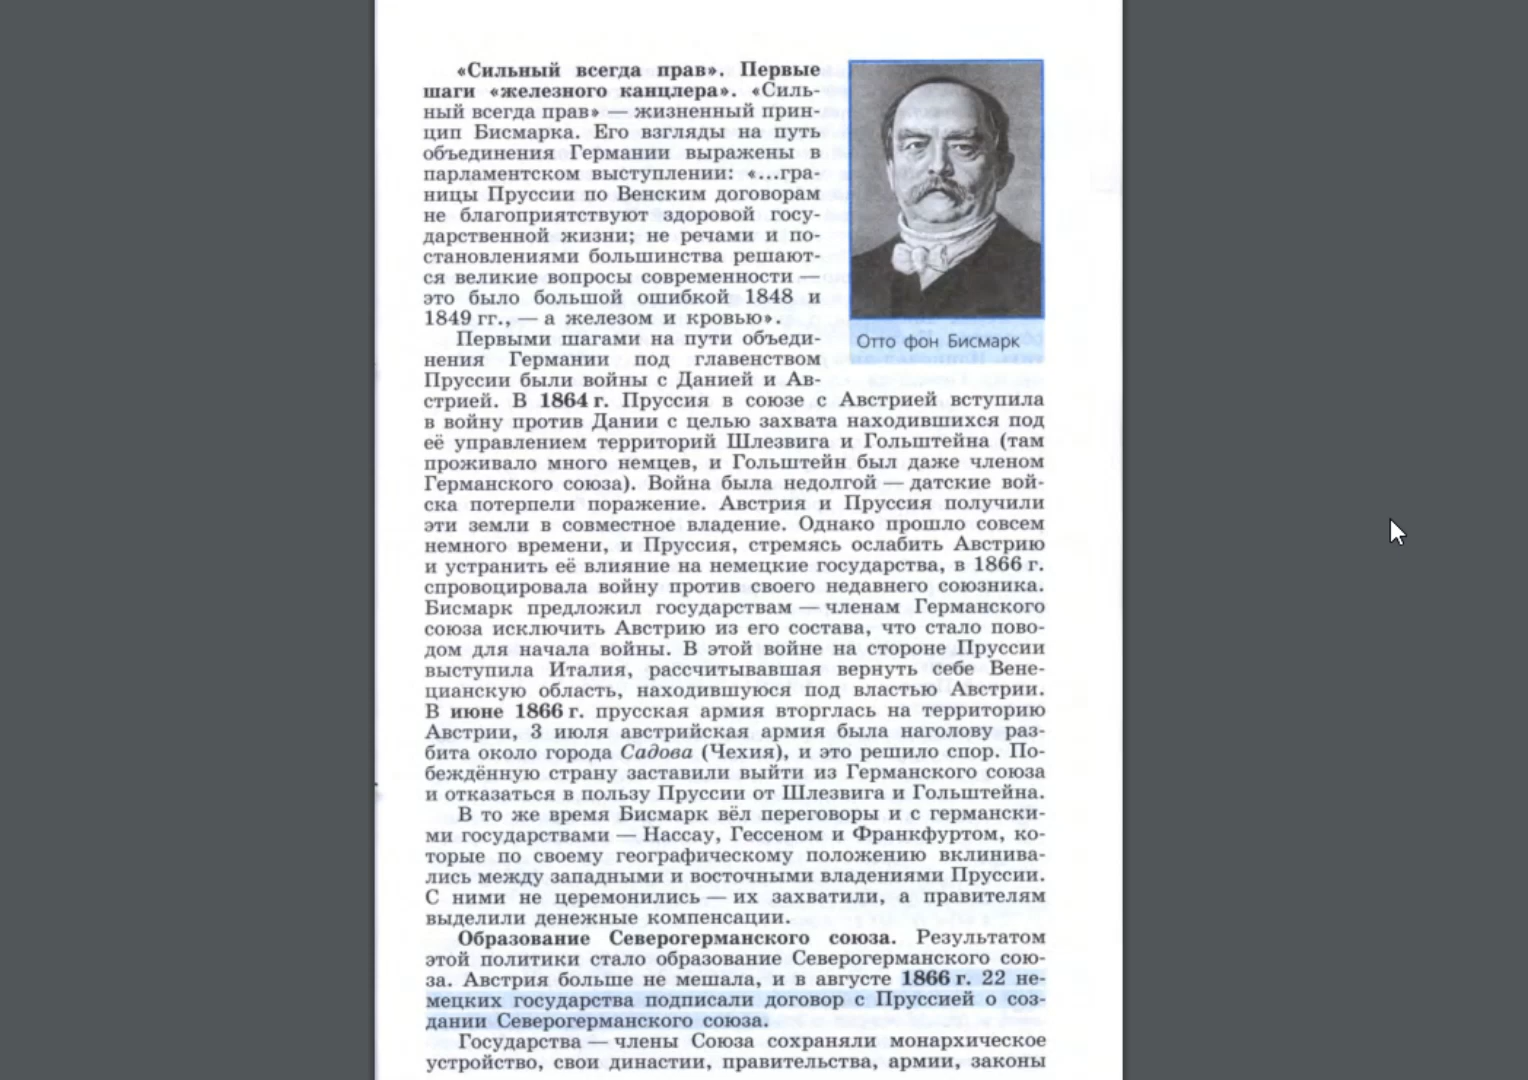 «Сильный всегда прав». Первые
шаги «железного канцлера». «Силь-
ный всегда прав» — жизненный прин-
цип Бисмарка. Его взгляды на путь
объединения Германии выражены в
парламентском выступлении: «...гра-
ницы Пруссии по Венским договорам
не благоприятствуют здоровой госу-
дарственной жизни; не речами и по-
становлениями большинства решают-
ся великие вопросы современности —
это было большой ошибкой 1848 и
1849 гг., — а железом и кровью».
Отто фон Бисмарк
Первыми шагами на пути объеди-
нения Германии под главенством
Пруссии были войны с Данией и Ав-
стрией. В 1864 г. Пруссия в союзе с Австрией вступила
в войну против Дании с целью захвата находившихся под
её управлением территорий Шлезвига и Гольштейна (там
проживало много немцев, и Гольштейн был даже членом
Германского союза). Война была недолгой — датские вой-
ска потерпели поражение. Австрия и Пруссия получили
эти земли в совместное владение. Однако прошло совсем
немного времени, и Пруссия, стремясь ослабить Австрию
и устранить её влияние на немецкие государства, в 1866 г.
спровоцировала войну против своего недавнего союзника.
Бисмарк предложил государствам — членам Германского
союза исключить Австрию из его состава, что стало пово-
дом для начала войны. В этой войне на стороне Пруссии
выступила Италия, рассчитывавшая вернуть себе Вене-
цианскую область, находившуюся под властью Австрии.
В июне 1866 г. прусская армия вторглась на территорию
Австрии, 3 июля австрийская армия была наголову раз-
бита около города Садова (Чехия), и это решило спор. По-
беждённую страну заставили выйти из Германского союза
и отказаться в пользу Пруссии от Шлезвига и Гольштейна.
В то же время Бисмарк вёл переговоры и с германски-
ми государствами — Нассау, Гессеном и Франкфуртом, ко-
торые по своему географическому положению вклинива-
лись между западными и восточными владениями Пруссии.
С ними не церемонились — их захватили, а правителям
выделили денежные компенсации.
Образование Северогерманского союза. Результатом
этой политики стало образование Северогерманского сою-
за. Австрия больше не мешала, и в августе 1866 г. 22 не-
мецких государства подписали договор с Пруссией о соз-
дании Северогерманского союза.
Государства — члены Союза сохраняли монархическое
устройство, свои династии, правительства, армии, законы